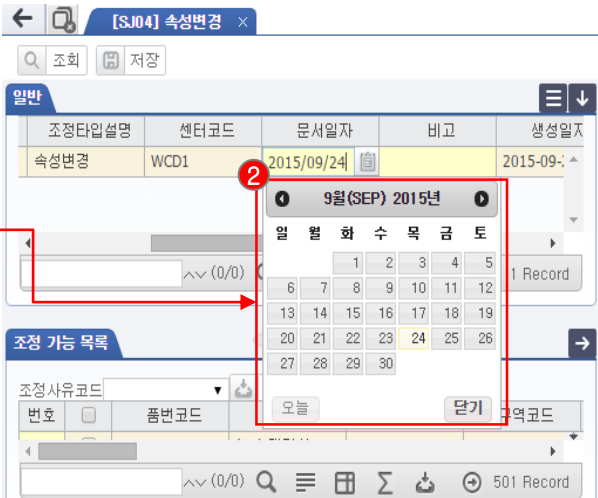 [SJ04] 속성변경 ×
조회 저장
일반
조정타입설명 센터코드 문서일자 비고 생성일자
속성변경 WCD1 2015/09/24 2015-09-
2
9월(SEP) 2015년
일 월 화 수 목 금 토
1 2 3 4 5
6 7 8 9 10 11 12
13 14 15 16 17 18 19
20 21 22 23 24 25 26
27 28 29 30
오늘 닫기
(0/0) 1 Record
조정 가능 목록
조정사유코드
번호 품번코드 구역코드
(0/0) 501 Record